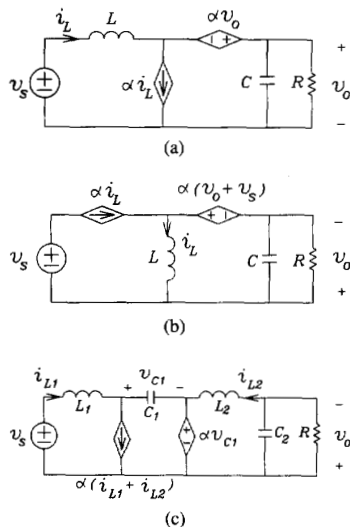 i_L L αv_o
v_s αi_L C R v_o
+
−
(a)
αi_L α(v_o + v_s)
v_s L i_L C R v_o
−
+
(b)
i_L1 v_C1 i_L2
L_1 + C_1 − L_2
v_s αv_C1 C_2 R v_o
−
+
α(i_L1 + i_L2)
(c)